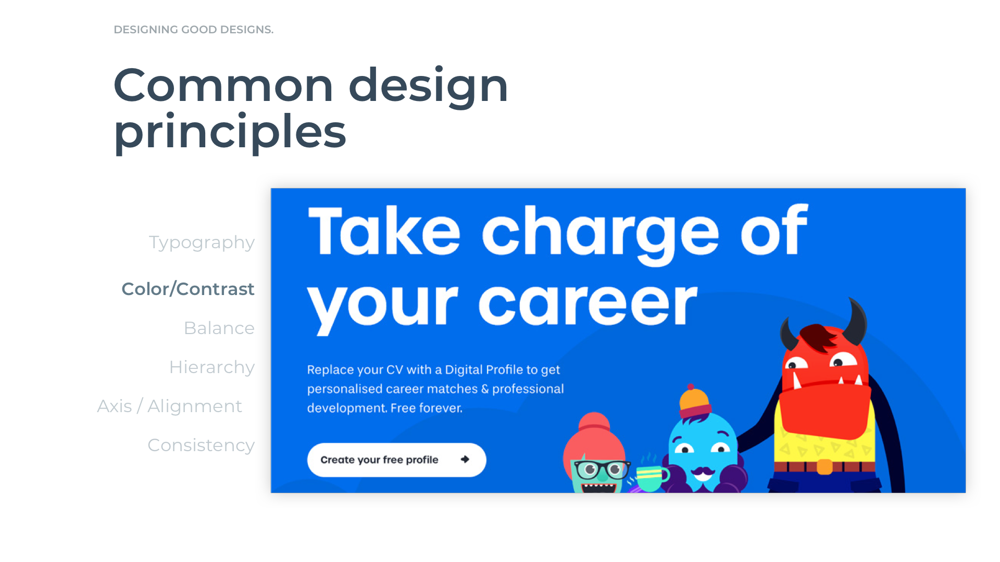 DESIGNING GOOD DESIGNS.
Common design
principles
Typography
Color/Contrast
Balance
Hierarchy
Axis / Alignment
Consistency
Take charge of
your career
Replace your CV with a Digital Profile to get
personalised career matches & professional
development. Free forever.
Create your free profile